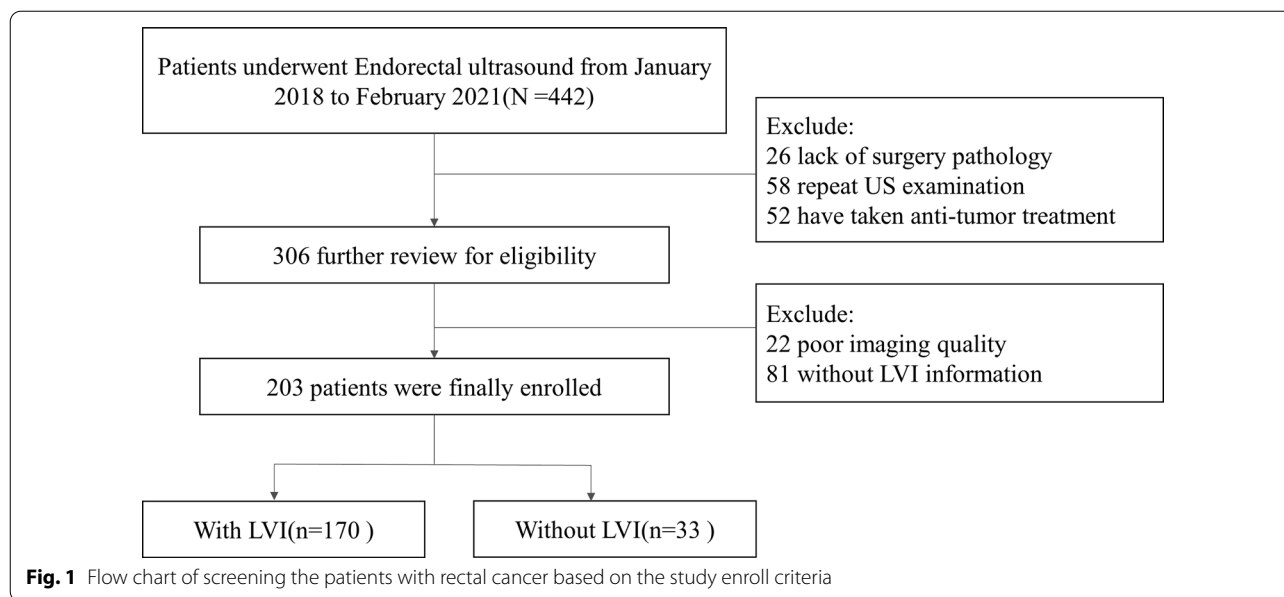 Patients underwent Endorectal ultrasound from January
2018 to February 2021(N =442)
Exclude:
26 lack of surgery pathology
58 repeat US examination
52 have taken anti-tumor treatment
306 further review for eligibility
Exclude:
22 poor imaging quality
81 without LVI information
203 patients were finally enrolled
With LVI(n=170 )
Without LVI(n=33 )
Fig. 1 Flow chart of screening the patients with rectal cancer based on the study enroll criteria